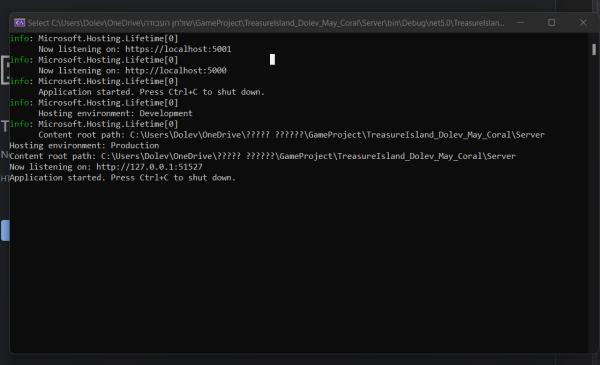 Select C:\Users\Dolev\OneDrive\שולחן העבודה\GameProject\TreasureIsland_Dolev_May_Coral\Server\bin\Debug\net5.0\TreasureIslan...
info: Microsoft.Hosting.Lifetime[0]
Now listening on: https://localhost:5001
info: Microsoft.Hosting.Lifetime[0]
Now listening on: http://localhost:5000
info: Microsoft.Hosting.Lifetime[0]
Application started. Press Ctrl+C to shut down.
info: Microsoft.Hosting.Lifetime[0]
Hosting environment: Development
info: Microsoft.Hosting.Lifetime[0]
Content root path: C:\Users\Dolev\OneDrive\????? ??????\GameProject\TreasureIsland_Dolev_May_Coral\Server
Hosting environment: Production
Content root path: C:\Users\Dolev\OneDrive\????? ??????\GameProject\TreasureIsland_Dolev_May_Coral\Server
Now listening on: http://127.0.0.1:51527
Application started. Press Ctrl+C to shut down.